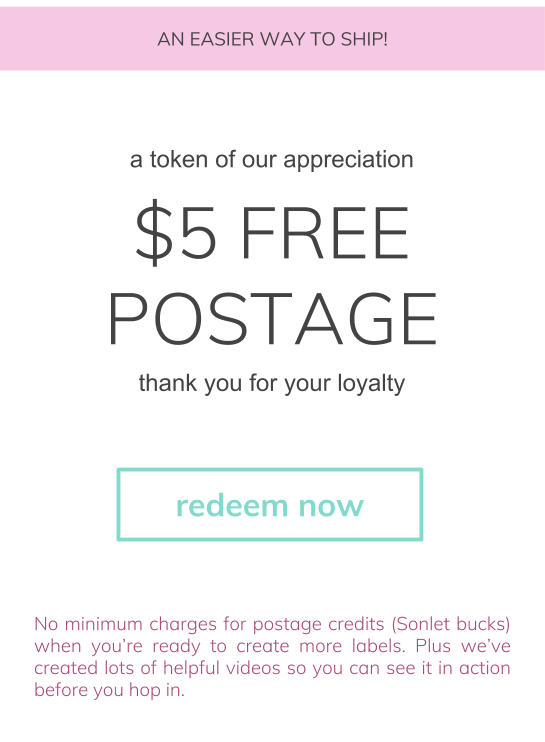 AN EASIER WAY TO SHIP!
a token of our appreciation
$5 FREE
POSTAGE
thank you for your loyalty
redeem now
No minimum charges for postage credits (Sonlet bucks)
when you’re ready to create more labels. Plus we’ve
created lots of helpful videos so you can see it in action
before you hop in.